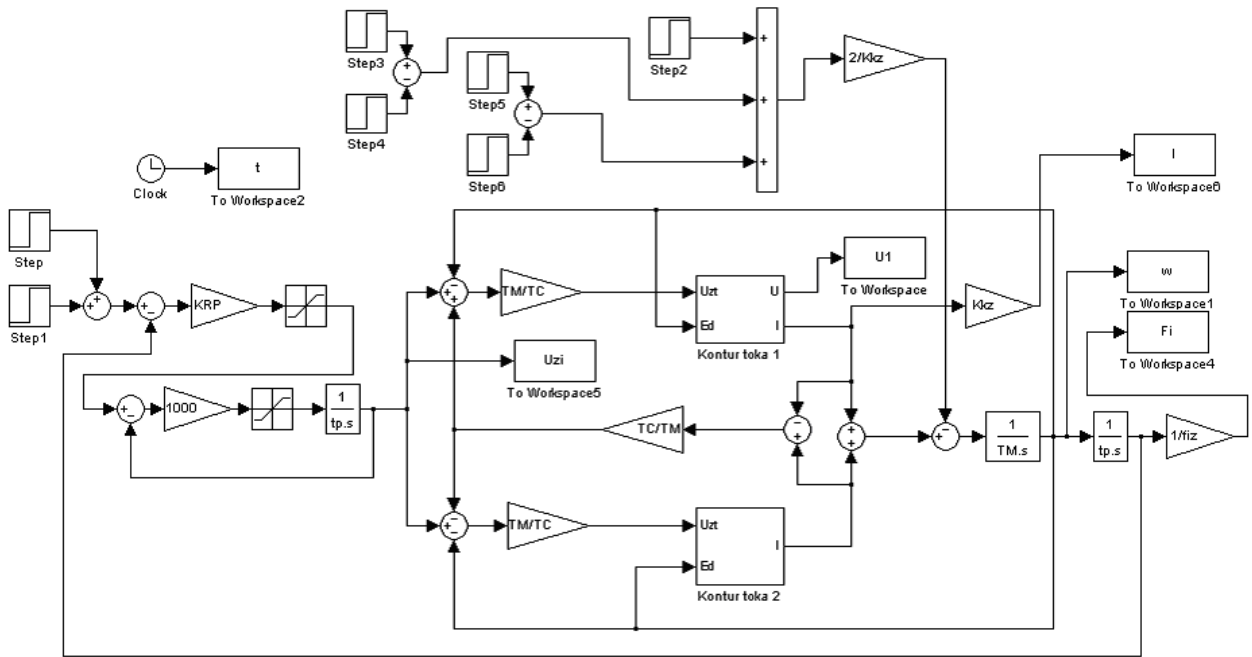 Step3
Step4
Step5
Step6
Step2
+
−
+
−
+
+
+
2/Kkz
Clock
t
To Workspace2
I
To Workspace6
Step
Step1
+
+
+
−
KRP
−
+
+
TM/TC
Uzt
Ed
U
I
Kontur toka 1
U1
To Workspace
Kkz
w
To Workspace1
Fi
To Workspace4
Uzi
To Workspace5
+
−
1000
1
tp.s
TC/TM
−
+
+
+
+
−
1
TM.s
1
tp.s
1/fiz
−
+
−
TM/TC
Uzt
Ed
I
Kontur toka 2